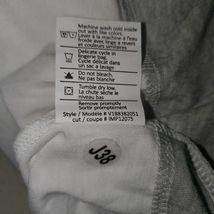 Machine wash cold inside
out with like colors.
Laver à la machine à l'eau
froide à l'envers
et couleurs similaires
Delicate cycle in
lingerie bag.
Cycle délicat dans
un sac à lavage
Do not bleach.
Ne pas blanchir
Tumble dry low.
La chute sèche le
niveau bas
Remove promptly
Sortir promptement
Style / Modèle # V188382051
cut / coupe # IMP12075
J38